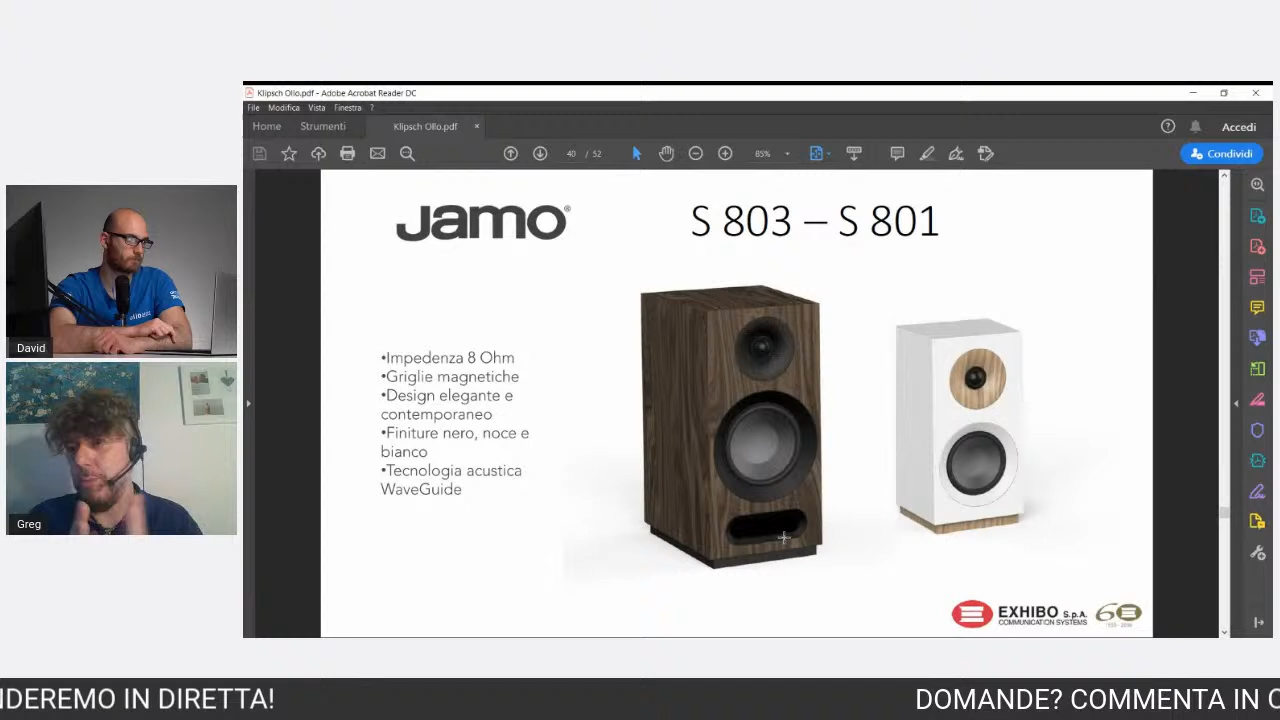 Klipsch Ollo.pdf - Adobe Acrobat Reader DC
File Modifica Vista Finestra ?
Home Strumenti Klipsch Ollo.pdf × Accedi
40 / 52 85% Condividi
Jamo® S 803 – S 801
•Impedenza 8 Ohm
•Griglie magnetiche
•Design elegante e
contemporaneo
•Finiture nero, noce e
bianco
•Tecnologia acustica
WaveGuide
David
Greg
EXHIBO S.p.A.
COMMUNICATION SYSTEMS
NDEREMO IN DIRETTA! DOMANDE? COMMENTA IN C